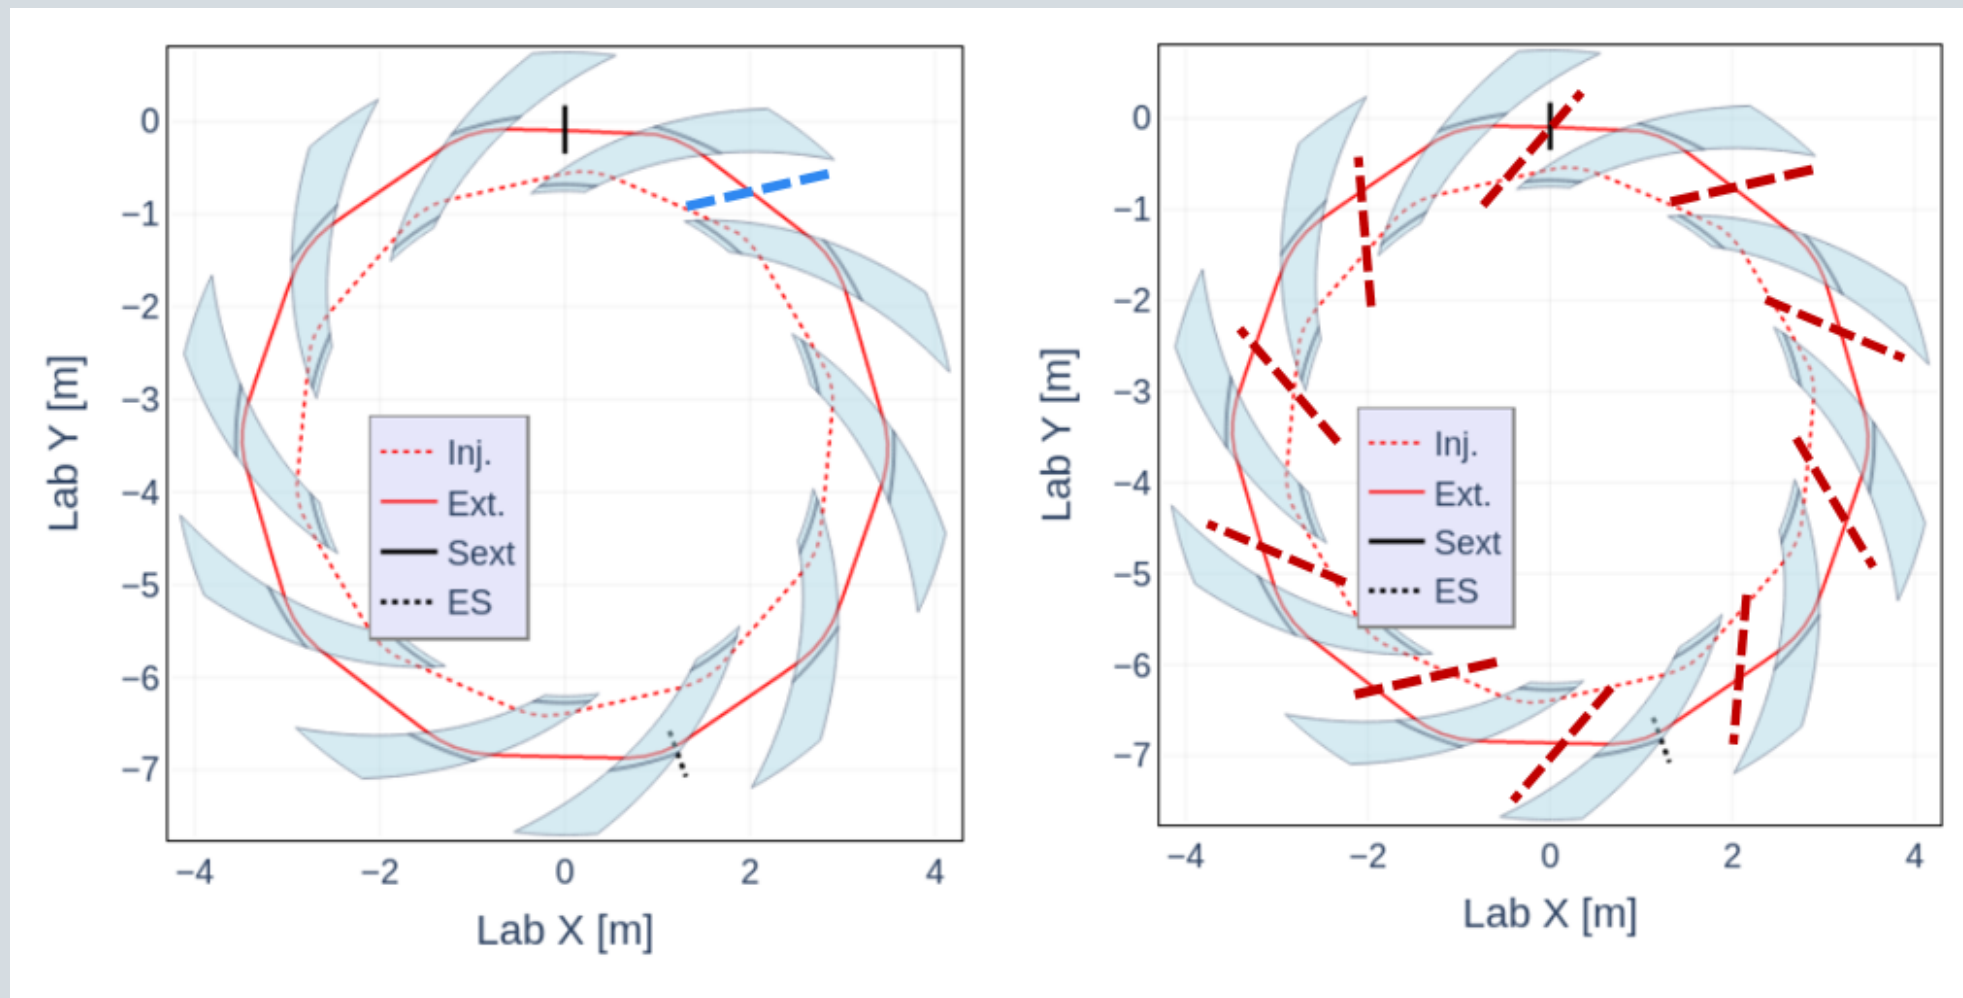 0
−1
−2
−3
−4
−5
−6
−7
Lab Y [m]
Inj.
Ext.
Sext
ES
−4
−2
0
2
4
Lab X [m]
0
−1
−2
−3
−4
−5
−6
−7
Lab Y [m]
Inj.
Ext.
Sext
ES
−4
−2
0
2
4
Lab X [m]